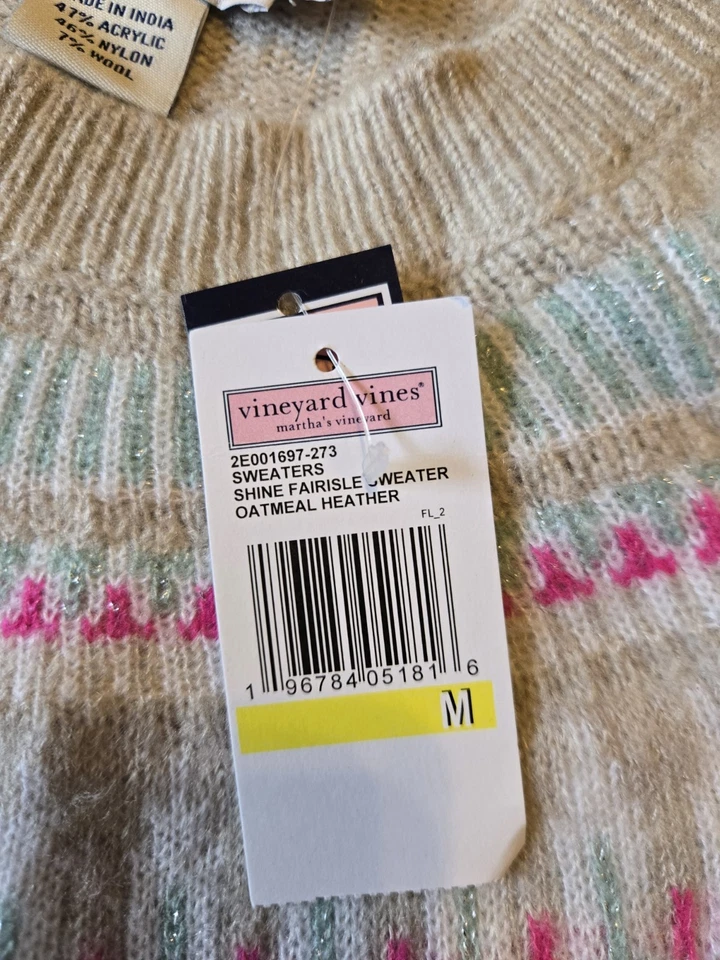 MADE IN INDIA
47% ACRYLIC
46% NYLON
7% WOOL
vineyard vines®
martha's vineyard
2E001697-273
SWEATERS
SHINE FAIRISLE SWEATER
OATMEAL HEATHER
FL_2
1 96784 05181 6
M